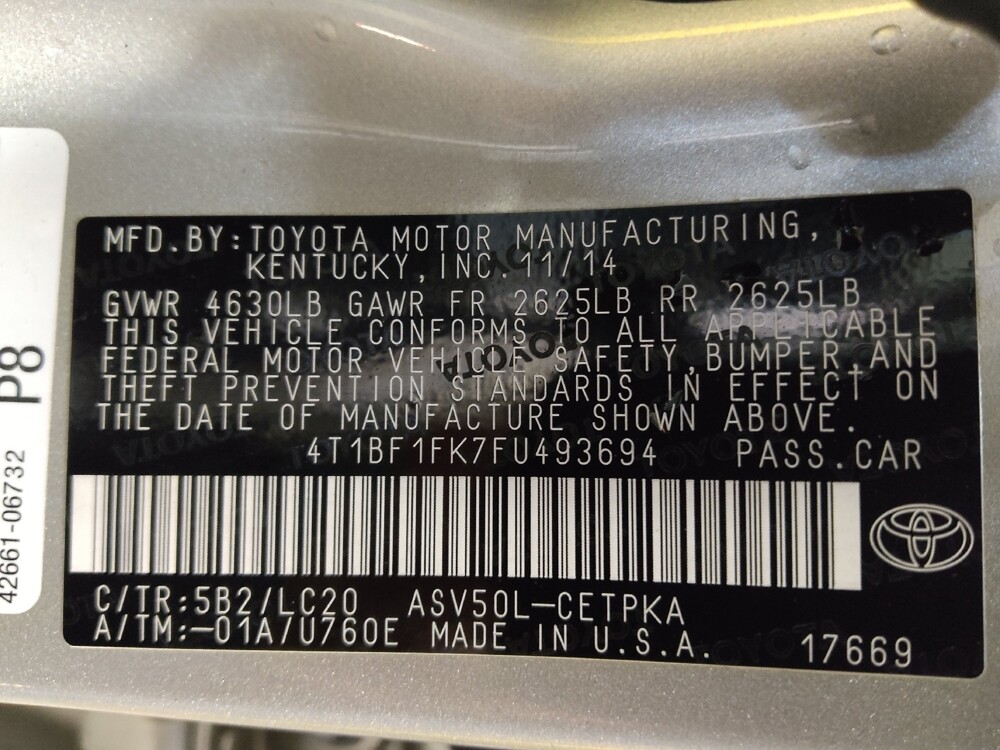 MFD.BY:TOYOTA MOTOR MANUFACTURING,
KENTUCKY,INC 11/14
GVWR 4630LB GAWR FR 2625LB RR 2625LB
THIS VEHICLE CONFORMS TO ALL APPLICABLE
FEDERAL MOTOR VEHICLE SAFETY,BUMPER,AND
THEFT PREVENTION STANDARDS IN EFFECT ON
THE DATE OF MANUFACTURE SHOWN ABOVE.
4T1BF1FK7FU493694 PASS.CAR
C/TR:5B2/LC20 ASV50L-CETPKA
A/TM:-01A/U760E MADE IN U.S.A. 17669
P8
42661-06732
TOYOTA